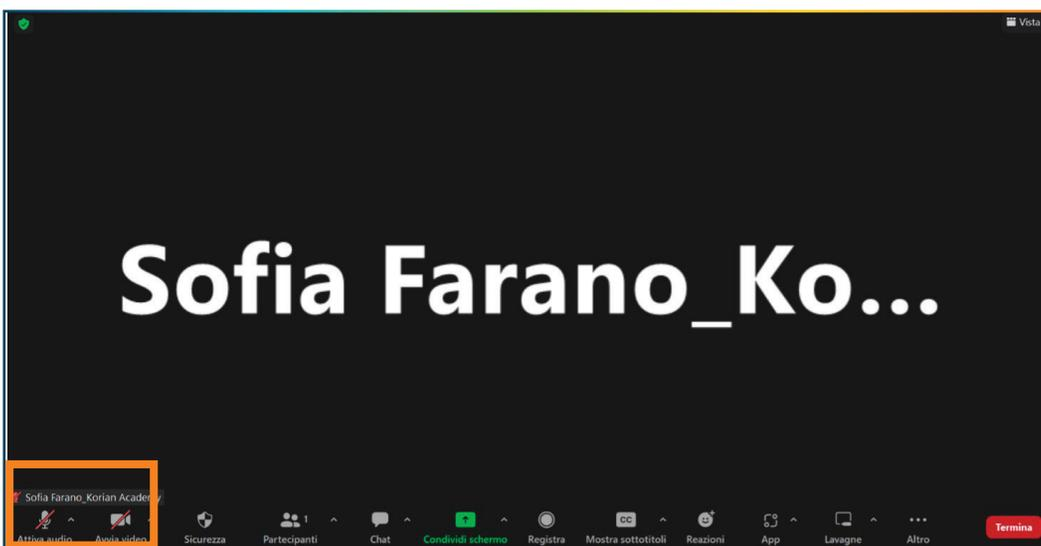 Vista
Sofia Farano_Ko...
Sofia Farano_Korian Academy
Attiva audio Avvia video Sicurezza Partecipanti 1 Chat Condividi schermo Registra CC Mostra sottotitoli Reazioni App Lavagne Altro Termina